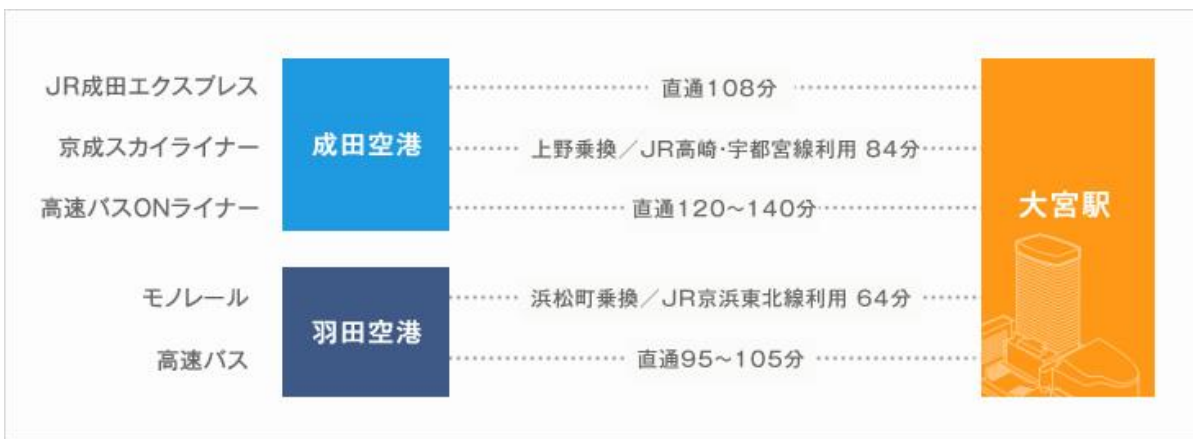 JR成田エクスプレス
直通108分
京成スカイライナー
成田空港
上野乗換／JR高崎・宇都宮線利用 84分
高速バスONライナー
直通120～140分
大宮駅
モノレール
浜松町乗換／JR京浜東北線利用 64分
羽田空港
高速バス
直通95～105分